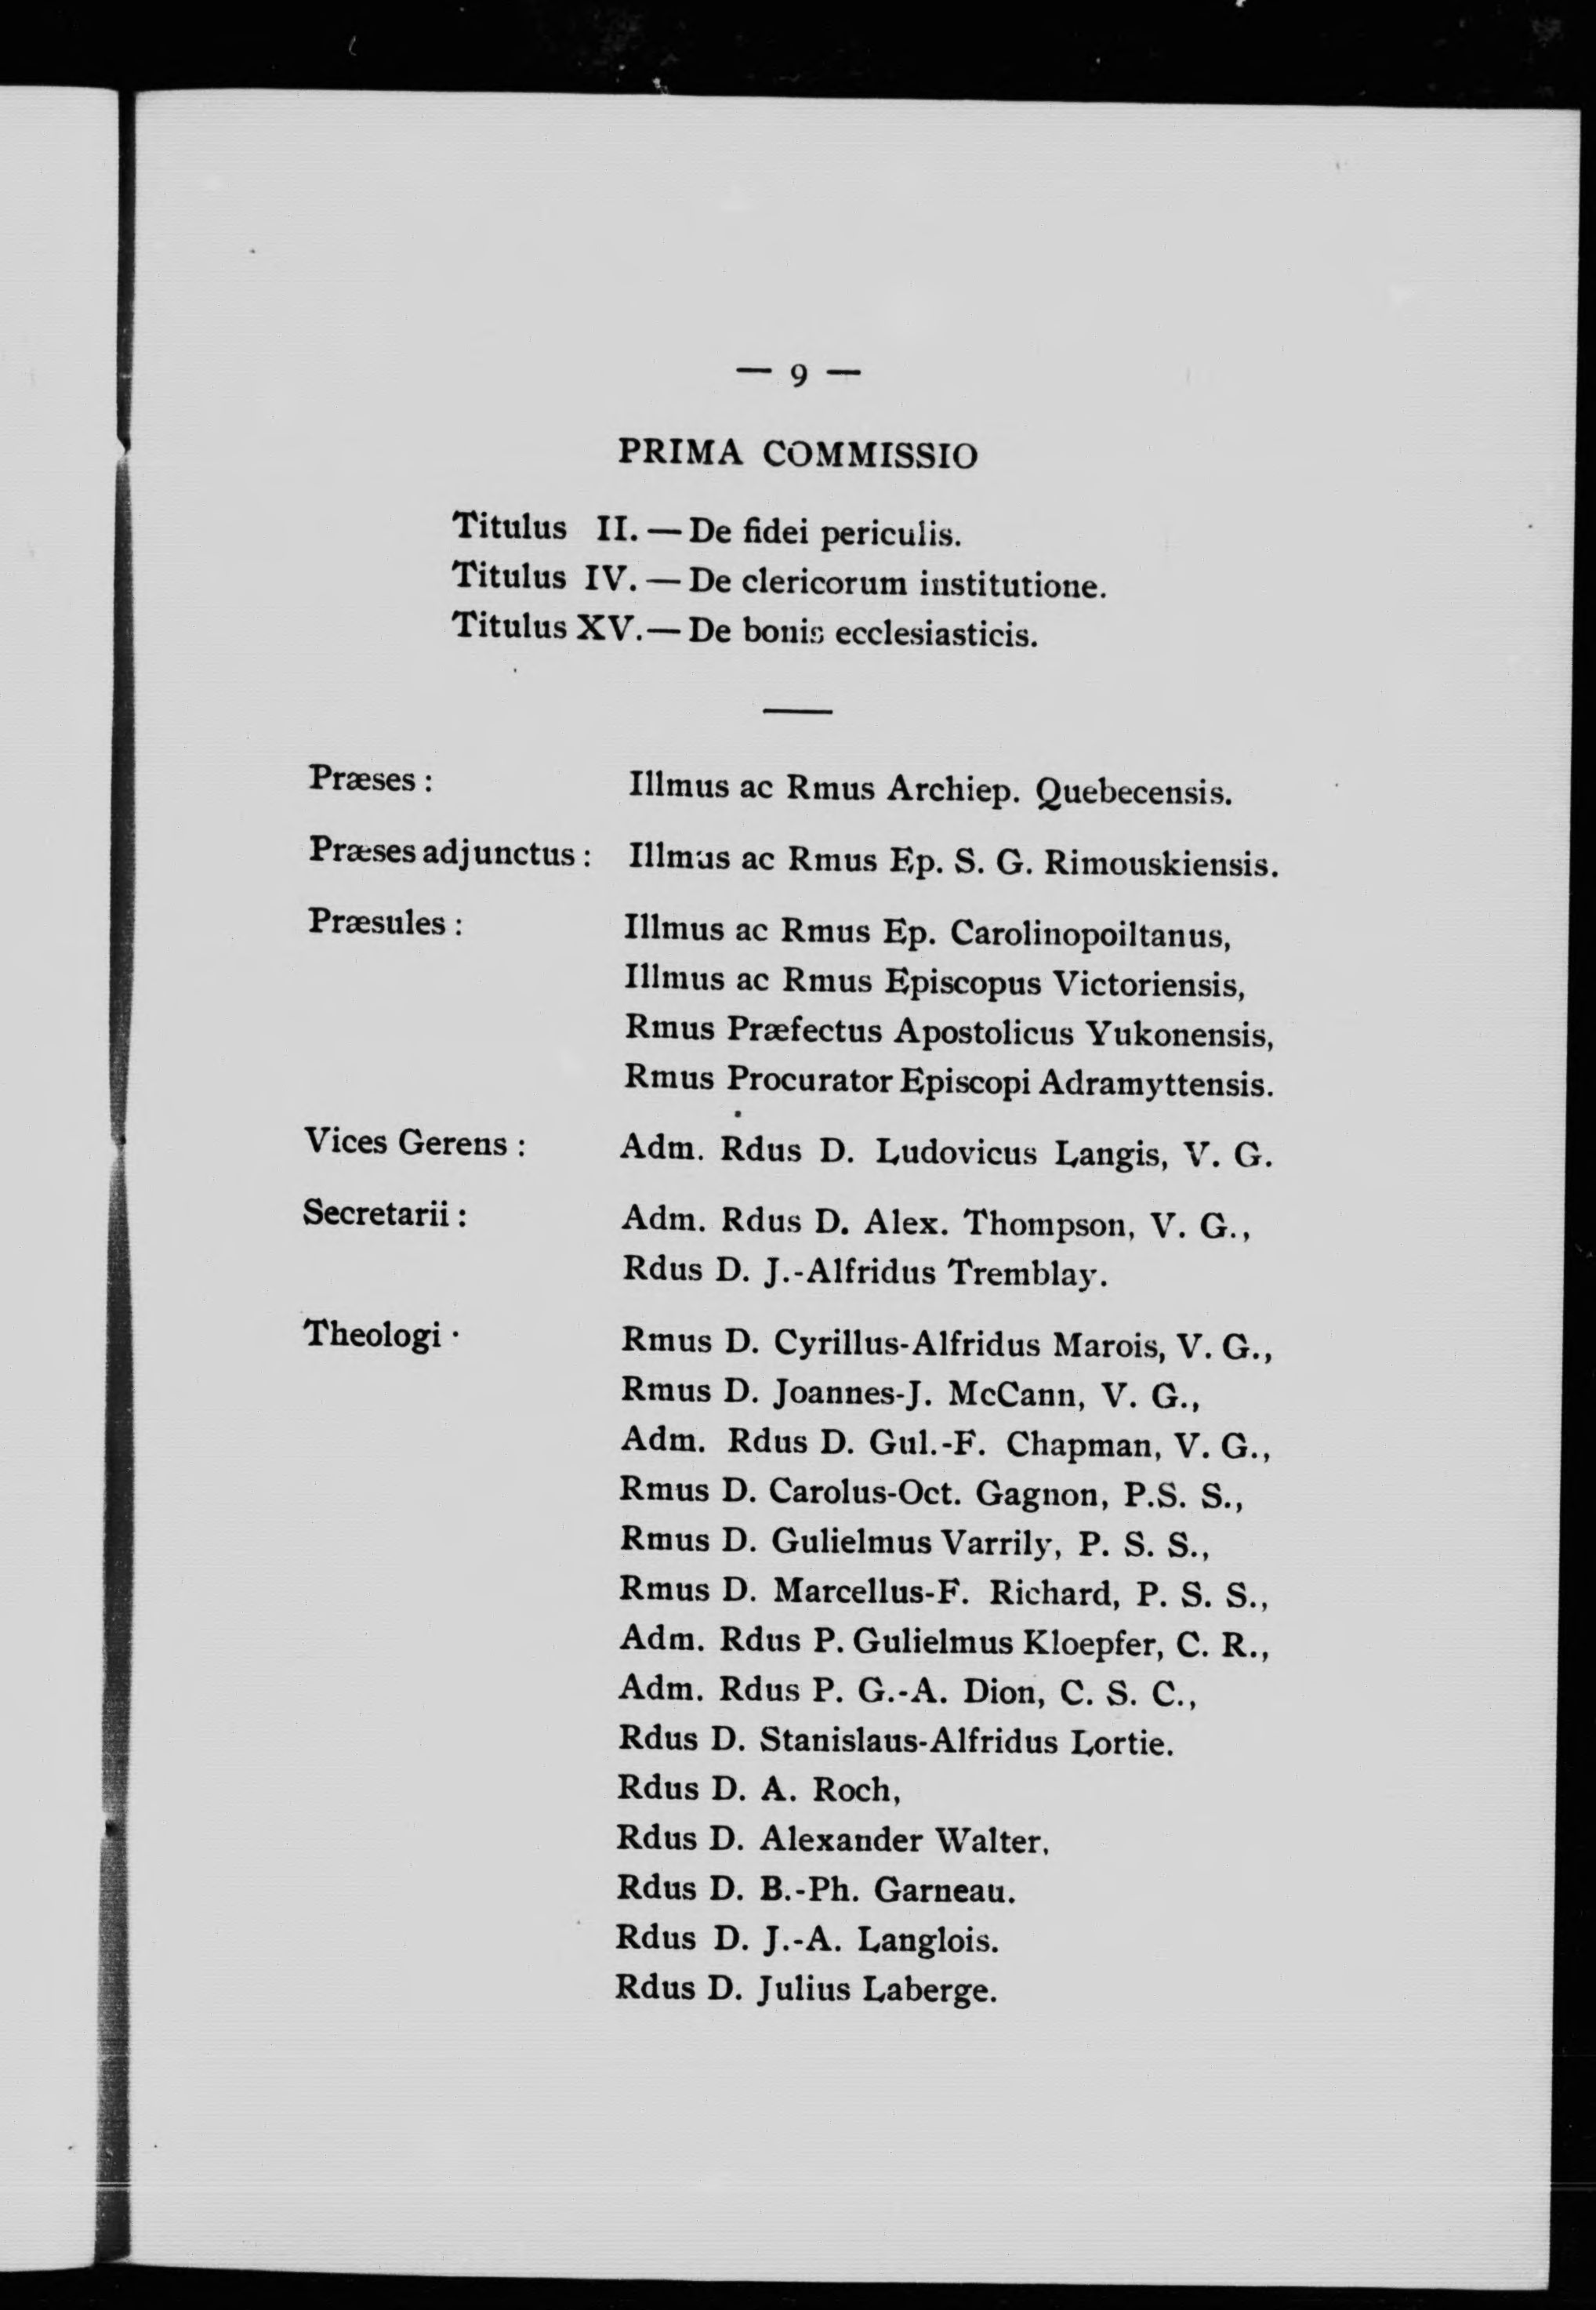 — 9 —
PRIMA COMMISSIO
Titulus II. — De fidei periculis.
Titulus IV. — De clericorum institutione.
Titulus XV. — De bonis ecclesiasticis.
Præses : Illmus ac Rmus Archiep. Quebecensis.
Præses adjunctus : Illmus ac Rmus Ep. S. G. Rimouskiensis.
Præsules : Illmus ac Rmus Ep. Carolinopoiltanus,
Illmus ac Rmus Episcopus Victoriensis,
Rmus Præfectus Apostolicus Yukonensis,
Rmus Procurator Episcopi Adramyttensis.
Vices Gerens : Adm. Rdus D. Ludovicus Langis, V. G.
Secretarii : Adm. Rdus D. Alex. Thompson, V. G.,
Rdus D. J.-Alfridus Tremblay.
Theologi · Rmus D. Cyrillus-Alfridus Marois, V. G.,
Rmus D. Joannes-J. McCann, V. G.,
Adm. Rdus D. Gul.-F. Chapman, V. G.,
Rmus D. Carolus-Oct. Gagnon, P.S. S.,
Rmus D. Gulielmus Varrily, P. S. S.,
Rmus D. Marcellus-F. Richard, P. S. S.,
Adm. Rdus P. Gulielmus Kloepfer, C. R.,
Adm. Rdus P. G.-A. Dion, C. S. C.,
Rdus D. Stanislaus-Alfridus Lortie.
Rdus D. A. Roch,
Rdus D. Alexander Walter,
Rdus D. B.-Ph. Garneau.
Rdus D. J.-A. Langlois.
Rdus D. Julius Laberge.